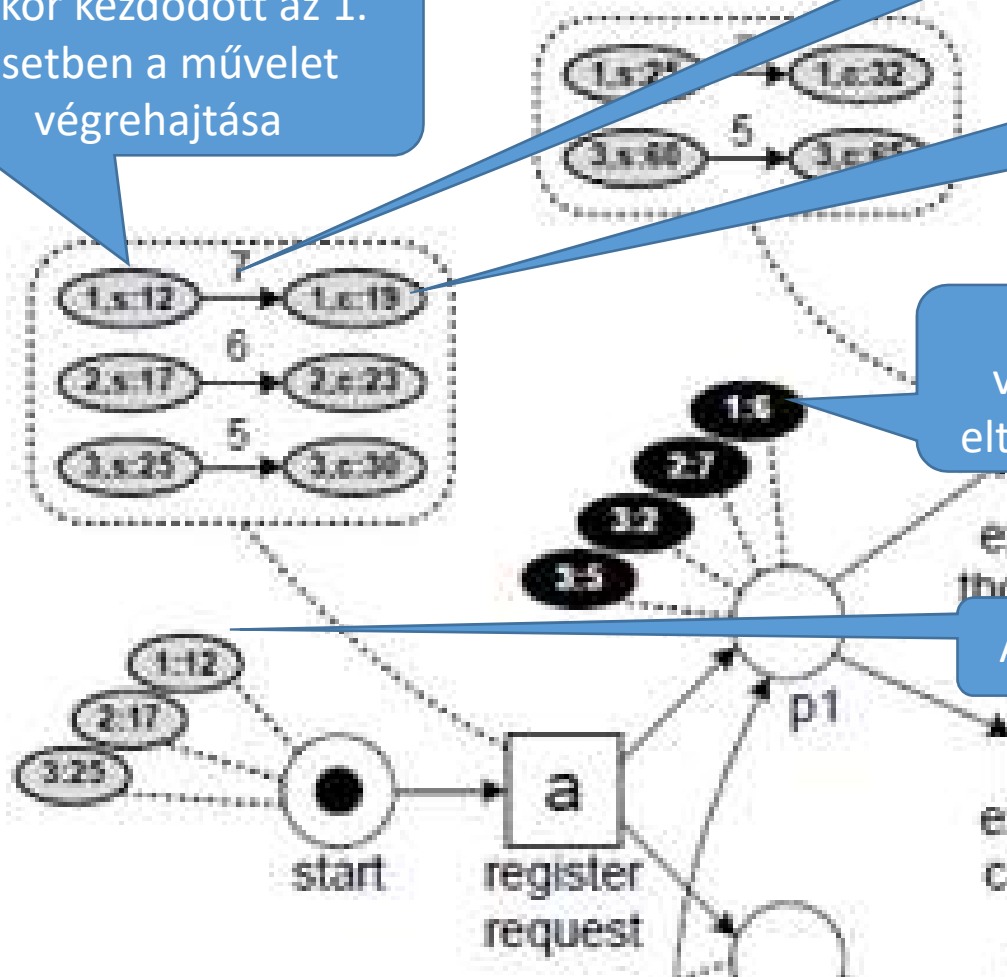 kor kezdődött az 1.
setben a művelet
végrehajtása
1,c:32
5
3,s:60
7
1,s:12 1,c:19
6
2,s:17 2,c:23
5
3,s:25 3,c:30
1:6
2:7
3:2
3:5
1:12
2:17
3:25
p1
a
start
register
request